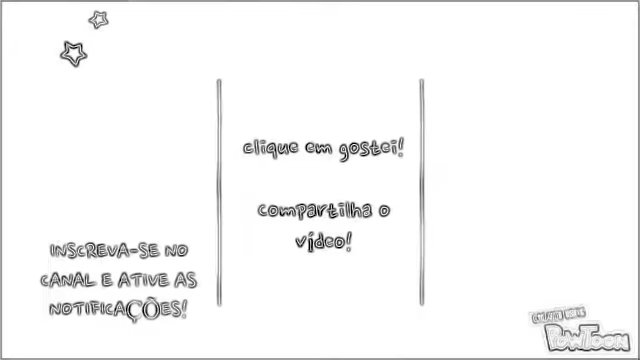 clique em gostei!
compartilha o
vídeo!
INSCREVA-SE NO
CANAL E ATIVE AS
NOTIFICAÇÕES!
POWTOON